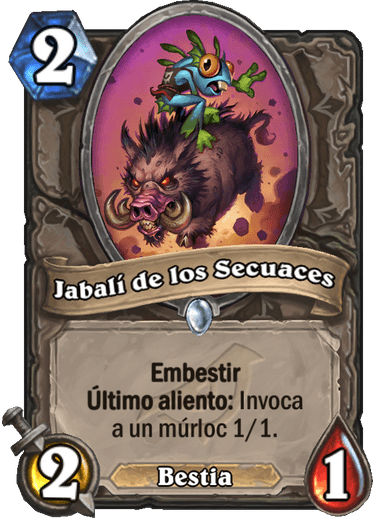 2
Jabalí de los Secuaces
Embestir
Último aliento: Invoca
a un múrloc 1/1.
2
Bestia
1